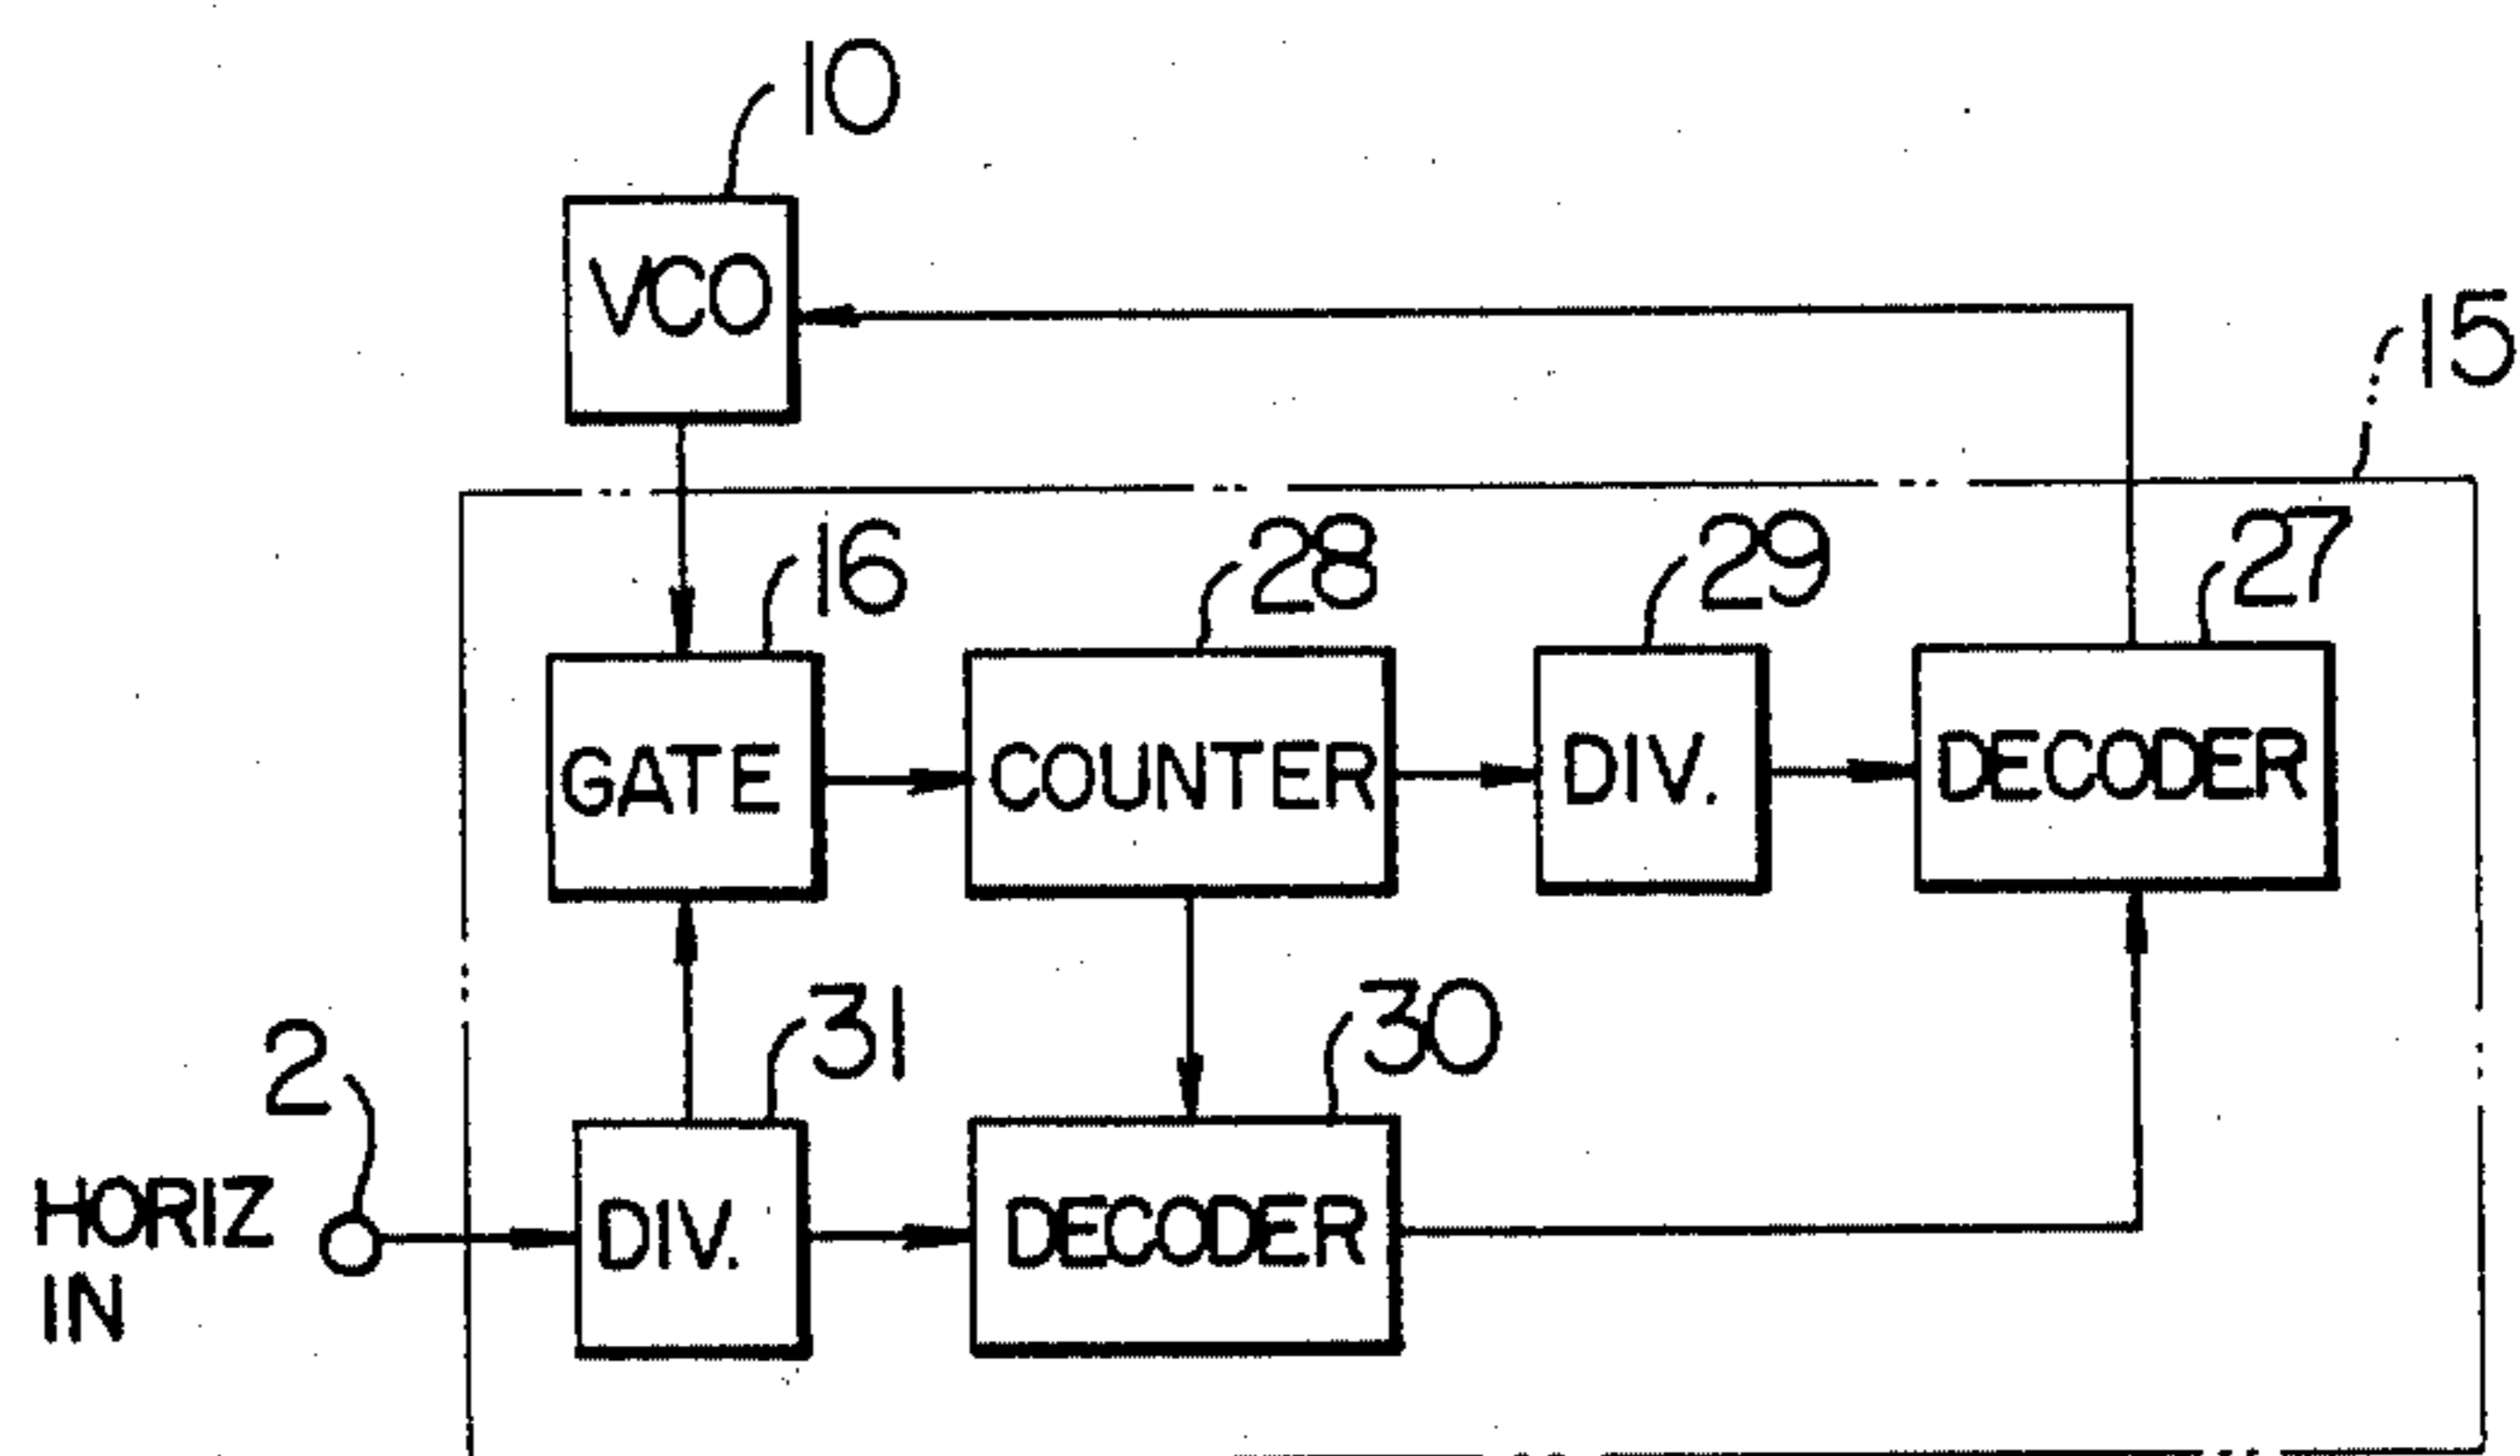 10
VCO
15
16
28
29
27
GATE
COUNTER
DIV.
DECODER
2
31
30
HORIZ
IN
DIV.
DECODER